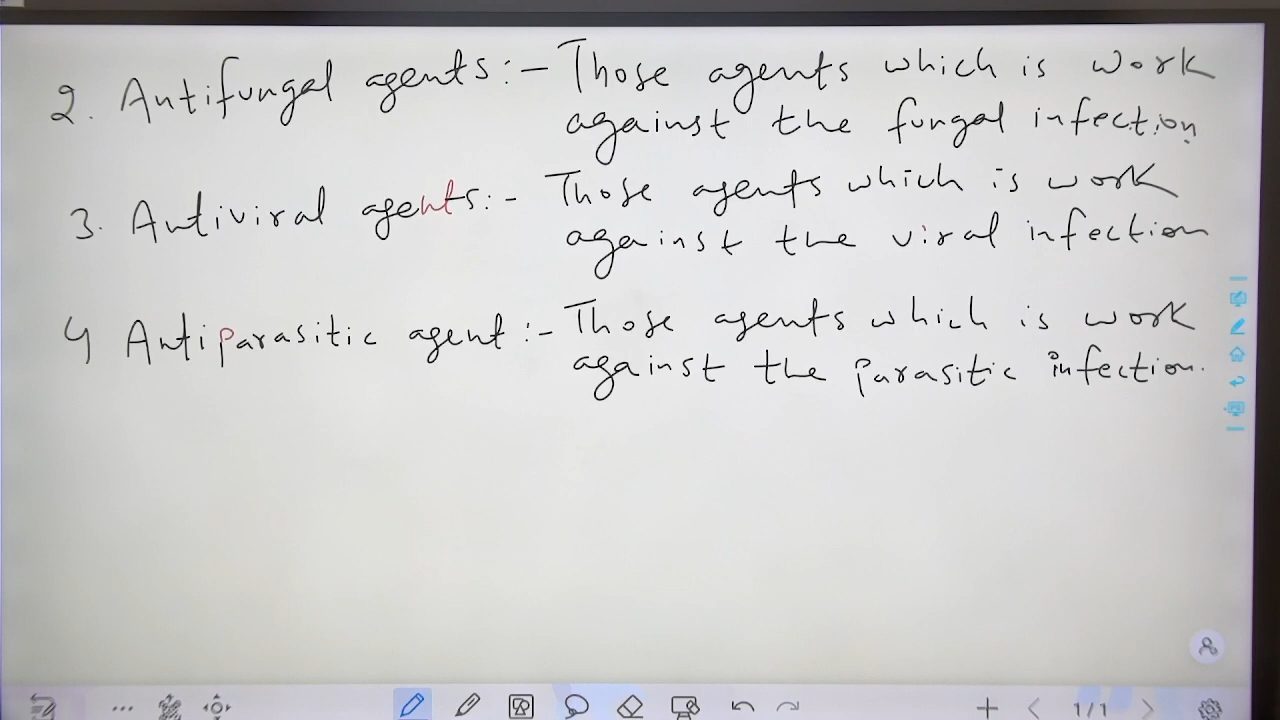 2. Antifungal agents :- Those agents which is work
against the fungal infection.
3. Antiviral agents :- Those agents which is work
against the viral infection
4 Antiparasitic agent :- Those agents which is work
against the parasitic infection.
1/1